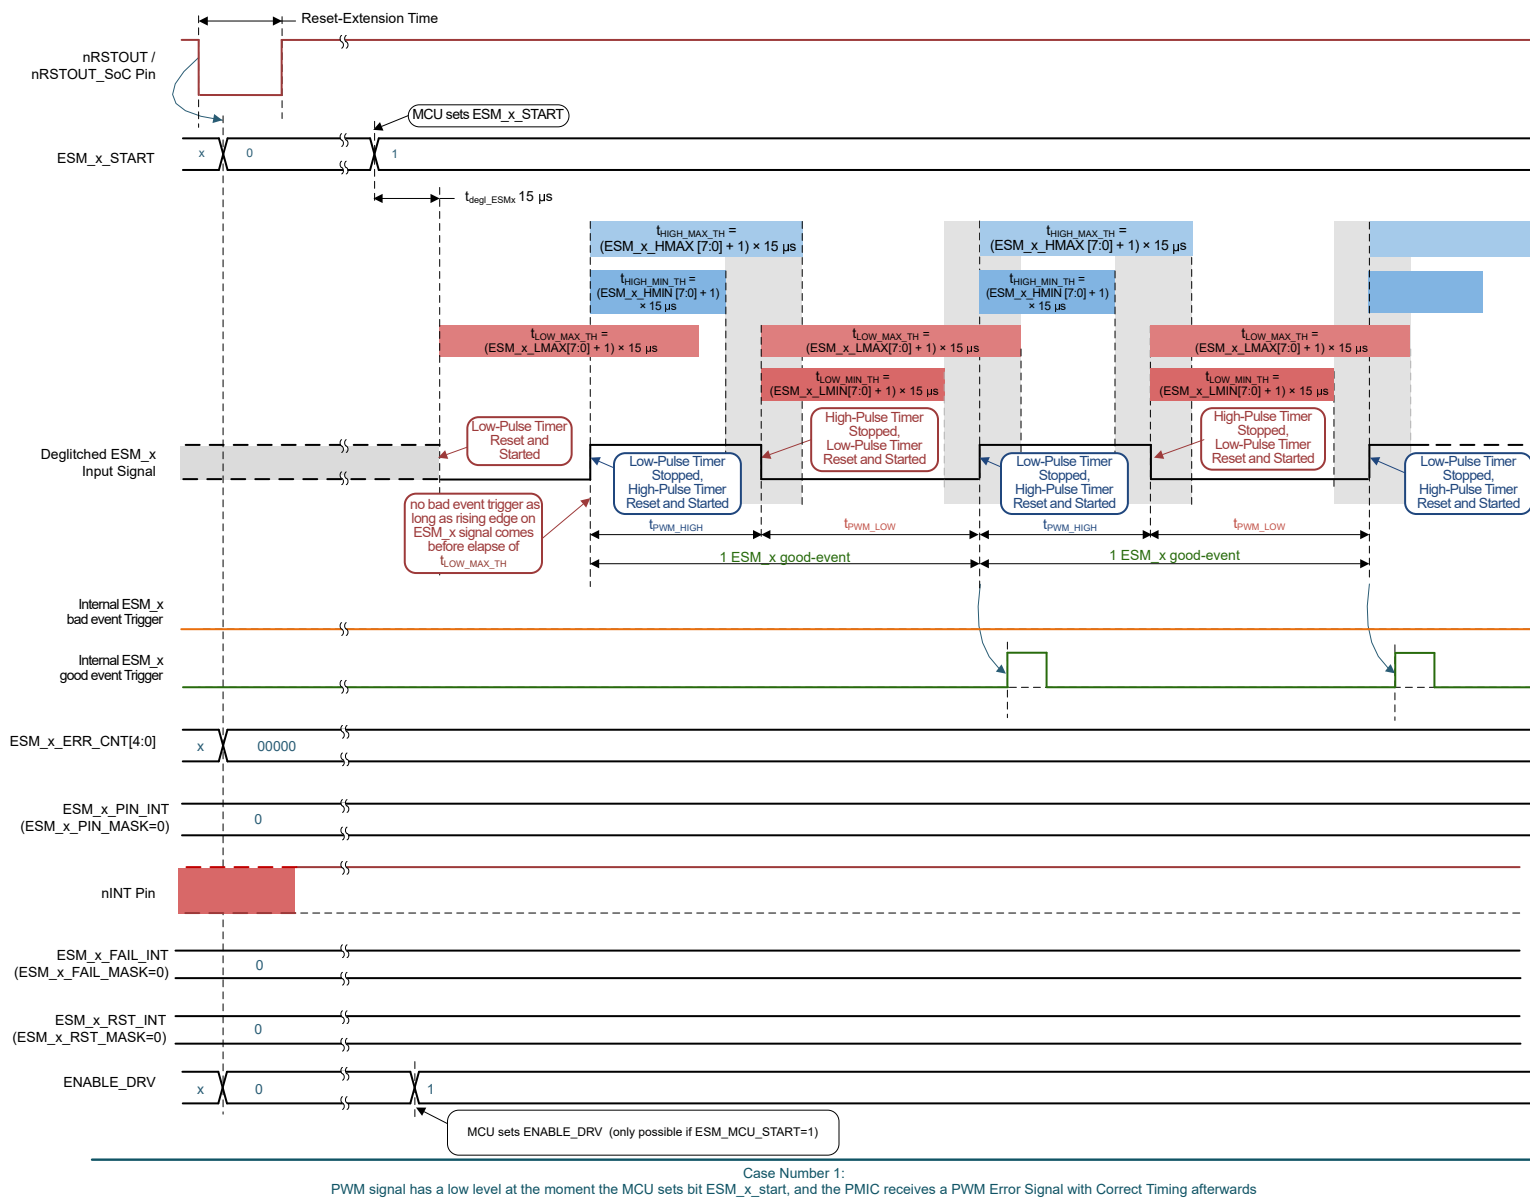 Reset-Extension Time
nRSTOUT /
nRSTOUT_SoC Pin
MCU sets ESM_x_START
ESM_x_START
x
0
1
tdegl_ESMx 15 µs
tHIGH_MAX_TH =
(ESM_x_HMAX [7:0] + 1) × 15 µs
tHIGH_MAX_TH =
(ESM_x_HMAX [7:0] + 1) × 15 µs
tHIGH_MIN_TH =
(ESM_x_HMIN [7:0] + 1)
× 15 µs
tHIGH_MIN_TH =
(ESM_x_HMIN [7:0] + 1)
× 15 µs
tLOW_MAX_TH =
(ESM_x_LMAX[7:0] + 1) × 15 µs
tLOW_MAX_TH =
(ESM_x_LMAX[7:0] + 1) × 15 µs
tLOW_MAX_TH =
(ESM_x_LMAX[7:0] + 1) × 15 µs
tLOW_MIN_TH =
(ESM_x_LMIN[7:0] + 1) × 15 µs
tLOW_MIN_TH =
(ESM_x_LMIN[7:0] + 1) × 15 µs
Deglitched ESM_x
Input Signal
Low-Pulse Timer
Reset and
Started
High-Pulse Timer
Stopped,
Low-Pulse Timer
Reset and Started
High-Pulse Timer
Stopped,
Low-Pulse Timer
Reset and Started
Low-Pulse Timer
Stopped,
High-Pulse Timer
Reset and Started
Low-Pulse Timer
Stopped,
High-Pulse Timer
Reset and Started
Low-Pulse Timer
Stopped,
High-Pulse Timer
Reset and Started
no bad event trigger as
long as rising edge on
ESM_x signal comes
before elapse of
tLOW_MAX_TH
tPWM_HIGH
tPWM_LOW
tPWM_HIGH
tPWM_LOW
1 ESM_x good-event
1 ESM_x good-event
Internal ESM_x
bad event Trigger
Internal ESM_x
good event Trigger
ESM_x_ERR_CNT[4:0]
x
00000
ESM_x_PIN_INT
(ESM_x_PIN_MASK=0)
0
nINT Pin
ESM_x_FAIL_INT
(ESM_x_FAIL_MASK=0)
0
ESM_x_RST_INT
(ESM_x_RST_MASK=0)
0
ENABLE_DRV
x
0
1
MCU sets ENABLE_DRV (only possible if ESM_MCU_START=1)
Case Number 1:
PWM signal has a low level at the moment the MCU sets bit ESM_x_start, and the PMIC receives a PWM Error Signal with Correct Timing afterwards